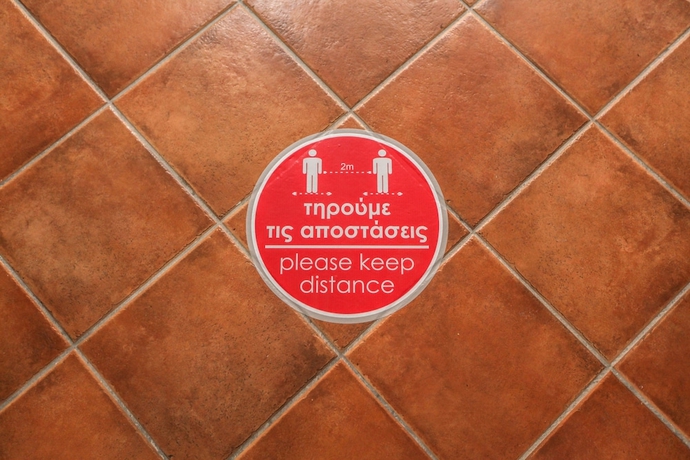 2m
τηρούμε
τις αποστάσεις
please keep
distance